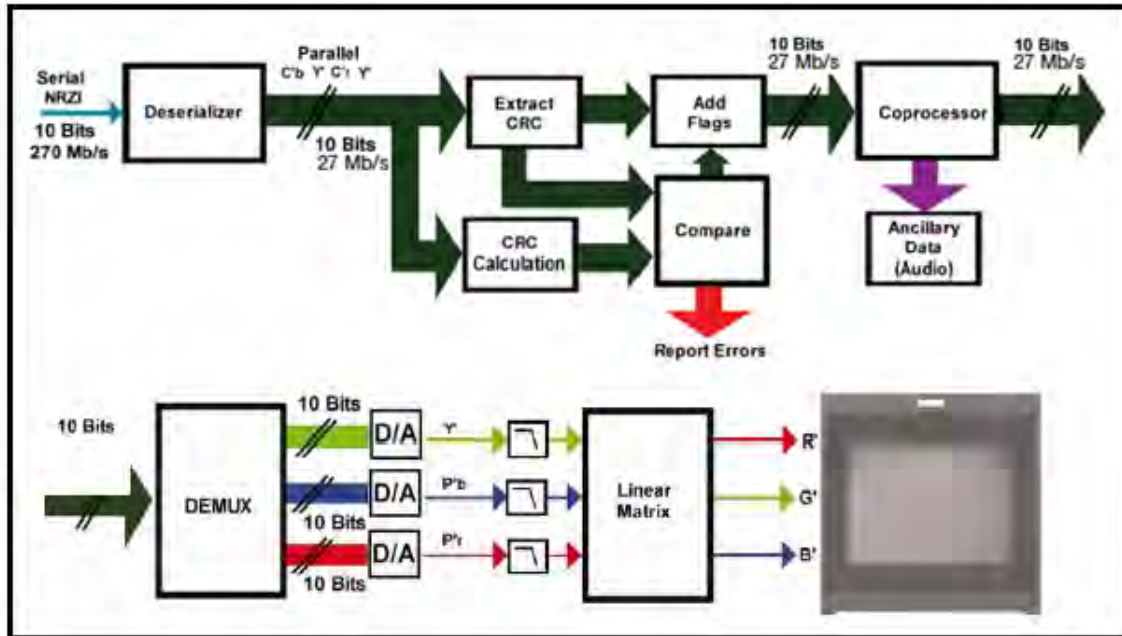 Serial
NRZI
10 Bits
270 Mb/s
Deserializer
Parallel
C'b Y' C'r Y'
10 Bits
27 Mb/s
Extract
CRC
Add
Flags
10 Bits
27 Mb/s
Coprocessor
10 Bits
27 Mb/s
CRC
Calculation
Compare
Ancillary
Data
(Audio)
Report Errors
10 Bits
DEMUX
10 Bits
10 Bits
10 Bits
D/A
D/A
D/A
Y'
P'b
P'r
Linear
Matrix
R'
G'
B'